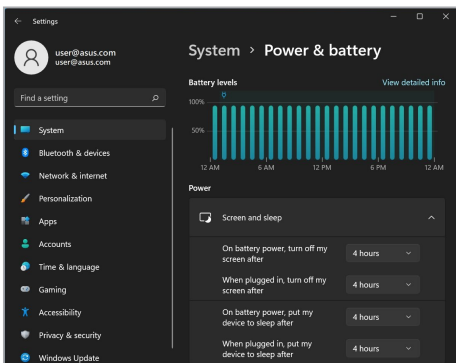 Settings
user@asus.com
user@asus.com
Find a setting
System
Bluetooth & devices
Network & internet
Personalization
Apps
Accounts
Time & language
Gaming
Accessibility
Privacy & security
Windows Update
System > Power & battery
Battery levels View detailed info
100%
50%
12 AM 6 AM 12 PM 6 PM 12 AM
Power
Screen and sleep
On battery power, turn off my
screen after
4 hours
When plugged in, turn off my
screen after
4 hours
On battery power, put my
device to sleep after
4 hours
When plugged in, put my
device to sleep after
4 hours